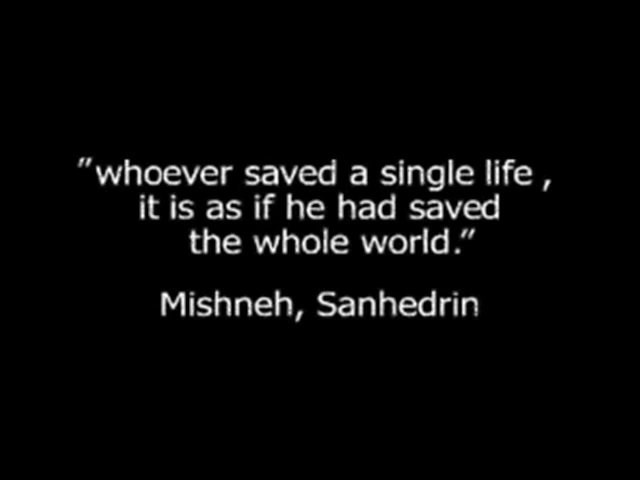 "whoever saved a single life ,
it is as if he had saved
the whole world."
Mishneh, Sanhedrin